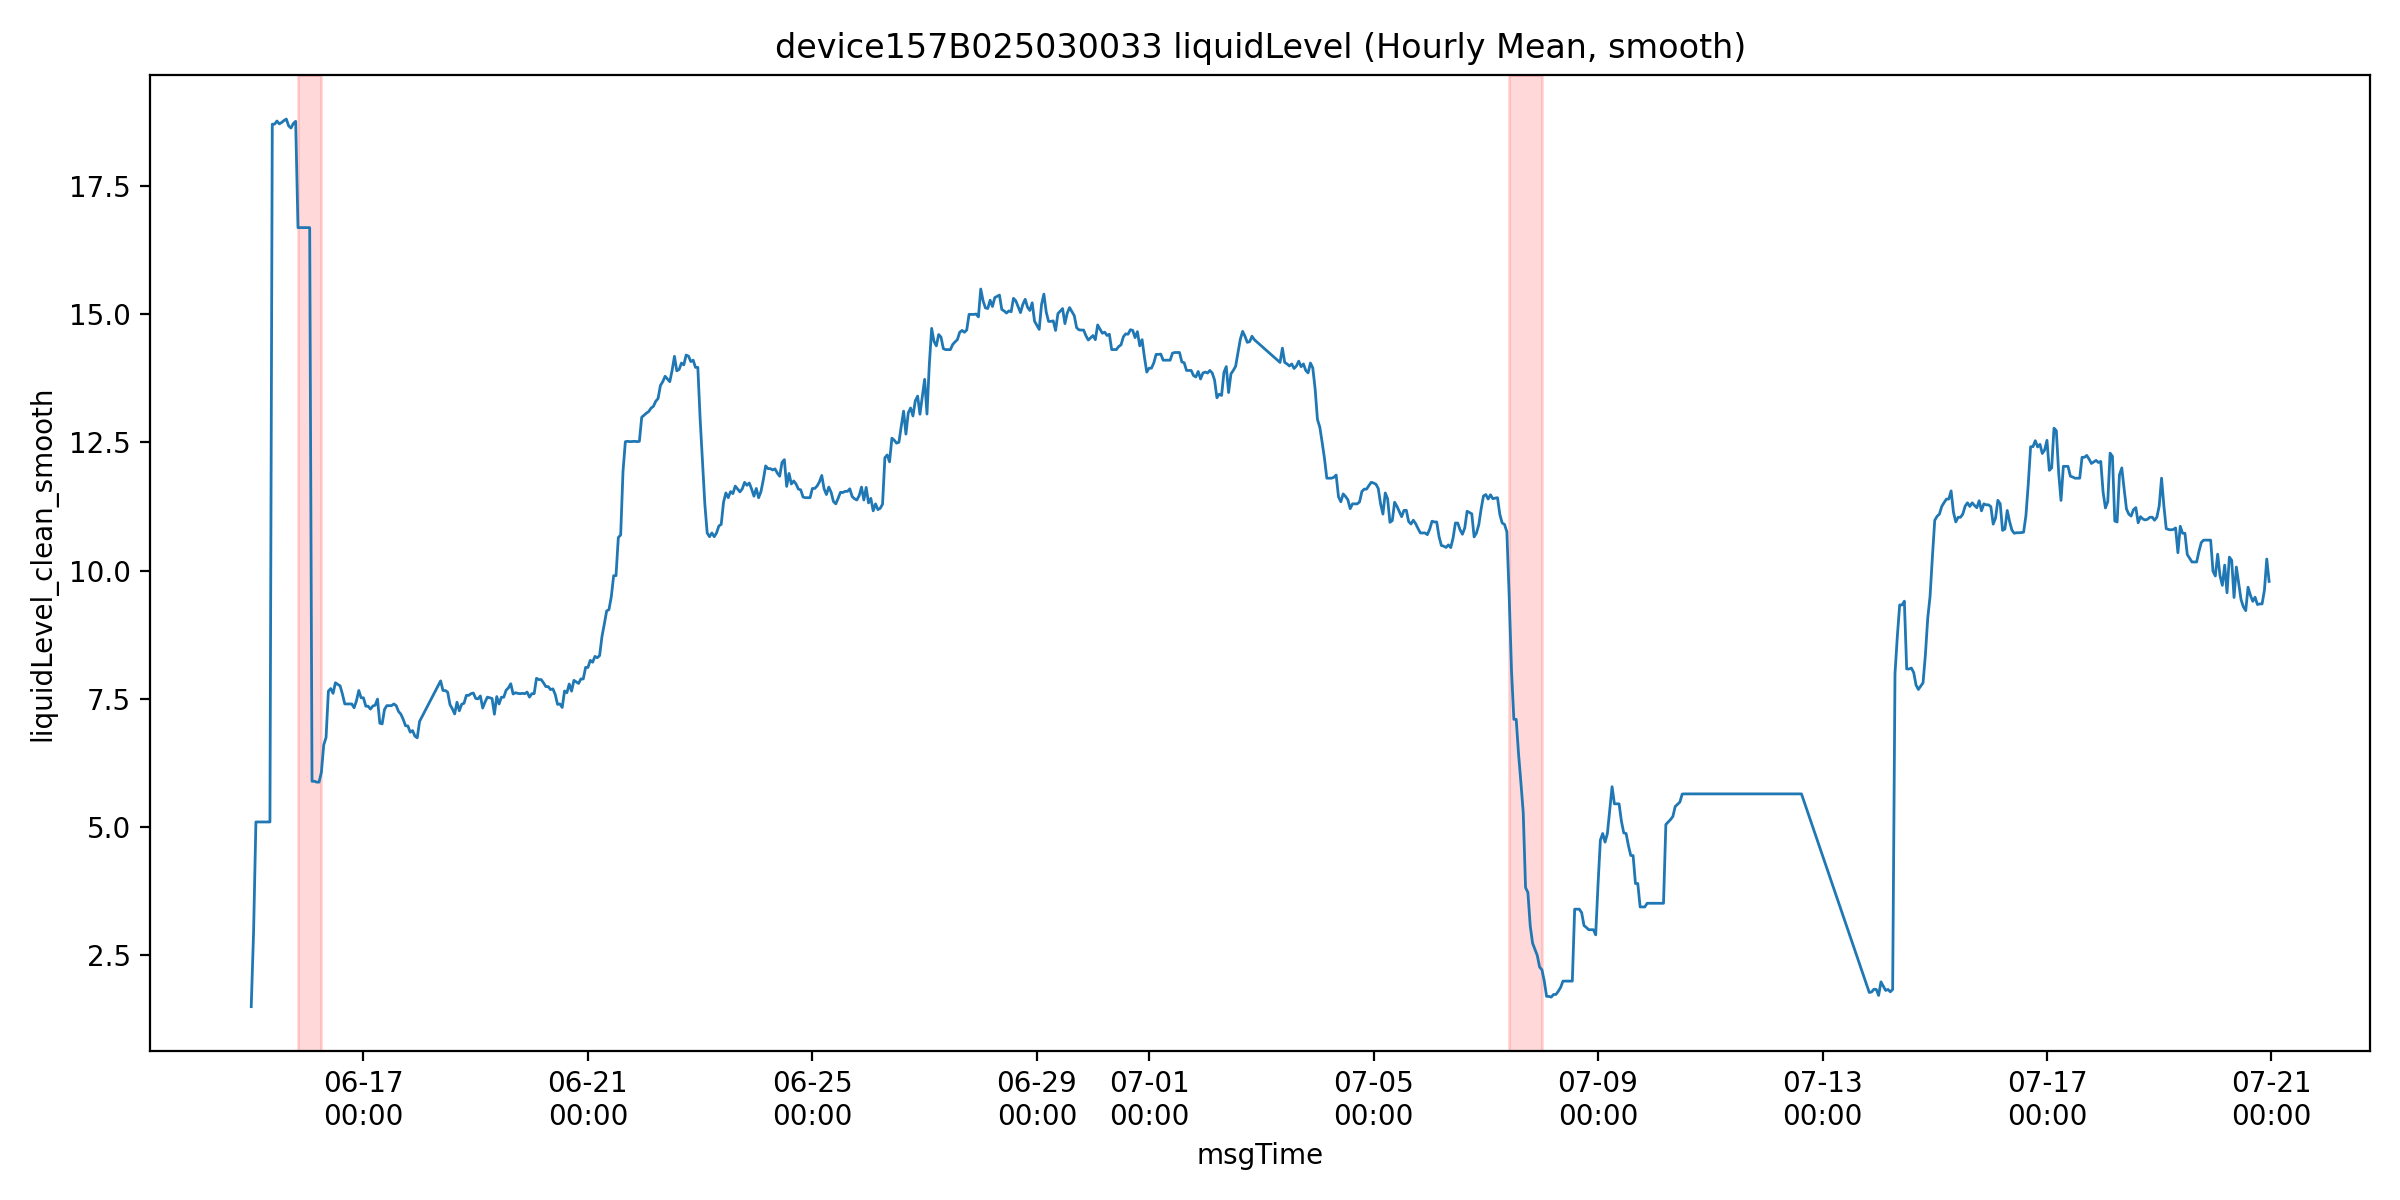 device157B025030033 liquidLevel (Hourly Mean, smooth)
liquidLevel_clean_smooth
17.5
15.0
12.5
10.0
7.5
5.0
2.5
06-17 06-21 06-25 06-29 07-01 07-05 07-09 07-13 07-17 07-21
00:00 00:00 00:00 00:00 00:00 00:00 00:00 00:00 00:00 00:00
msgTime